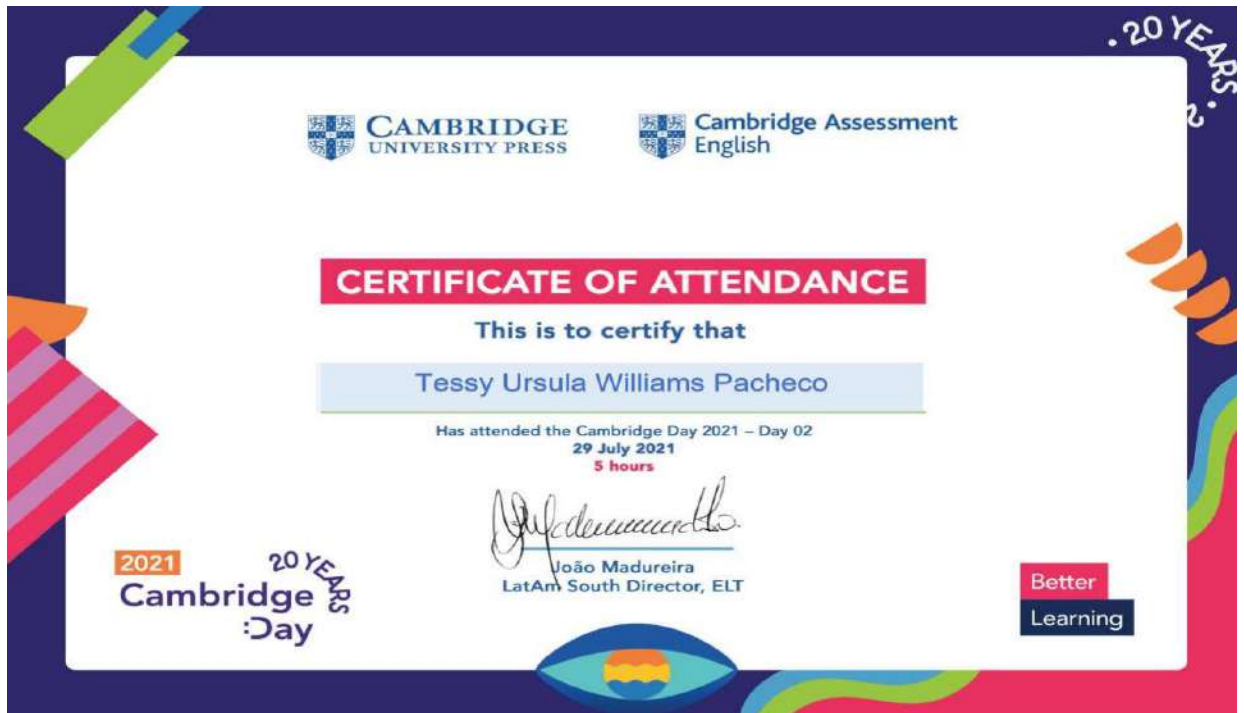 · 20 YEARS ·
CAMBRIDGE
UNIVERSITY PRESS
Cambridge Assessment
English
CERTIFICATE OF ATTENDANCE
This is to certify that
Tessy Ursula Williams Pacheco
Has attended the Cambridge Day 2021 – Day 02
29 July 2021
5 hours
João Madureira
LatAm South Director, ELT
2021
20 YEARS
Cambridge
:Day
Better
Learning